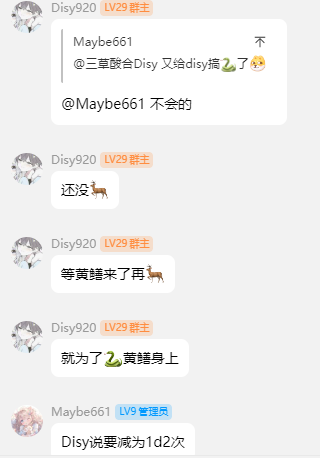 Disy920 LV29 群主
Maybe661
@三草酸合Disy 又给disy搞🐍了😷
@Maybe661 不会的
Disy920 LV29 群主
还没🦌
Disy920 LV29 群主
等黄鳝来了再🦌
Disy920 LV29 群主
就为了🐍黄鳝身上
Maybe661 LV9 管理员
Disy说要减为1d2次